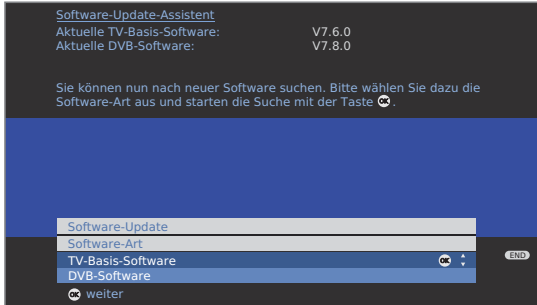 Software-Update-Assistent
Aktuelle TV-Basis-Software: V7.6.0
Aktuelle DVB-Software: V7.8.0
Sie können nun nach neuer Software suchen. Bitte wählen Sie dazu die
Software-Art aus und starten die Suche mit der Taste OK.
Software-Update
Software-Art
TV-Basis-Software OK
END
DVB-Software
OK weiter